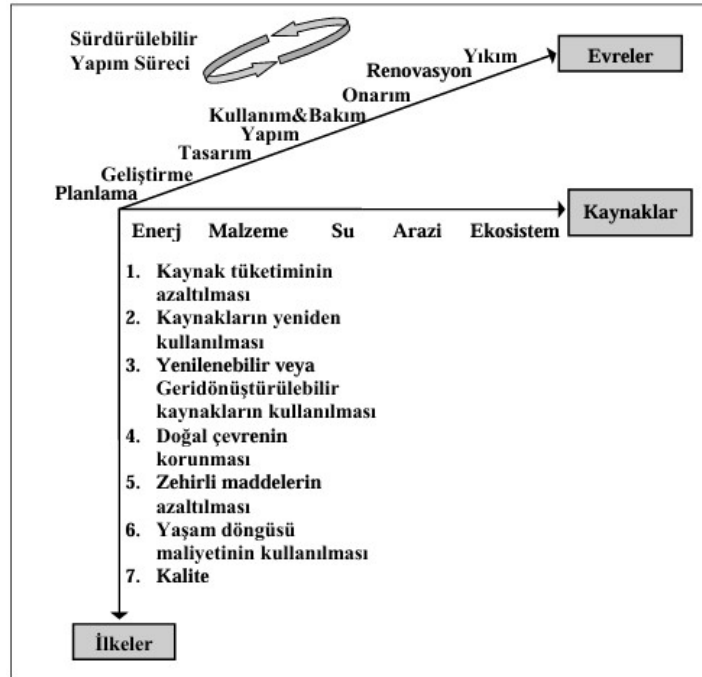 Sürdürülebilir
Yapım Süreci
Yıkım
Evreler
Renovasyon
Onarım
Kullanım&Bakım
Yapım
Tasarım
Geliştirme
Planlama
Kaynaklar
Enerj Malzeme Su Arazi Ekosistem
1. Kaynak tüketiminin
azaltılması
2. Kaynakların yeniden
kullanılması
3. Yenilenebilir veya
Geridönüştürülebilir
kaynakların kullanılması
4. Doğal çevrenin
korunması
5. Zehirli maddelerin
azaltılması
6. Yaşam döngüsü
maliyetinin kullanılması
7. Kalite
İlkeler